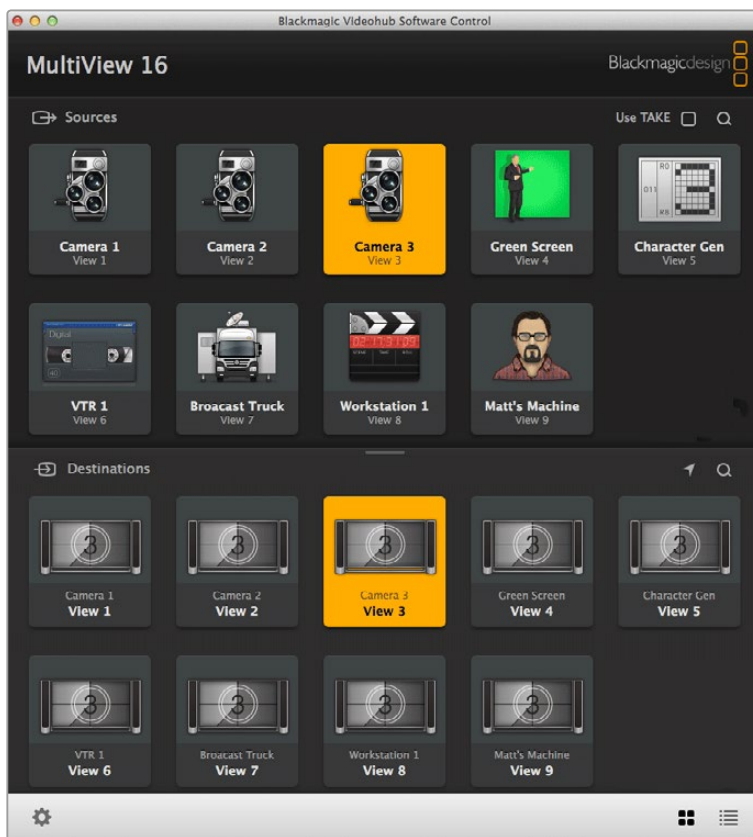 Blackmagic Videohub Software Control
MultiView 16
Blackmagicdesign
Sources
Use TAKE
Camera 1
View 1
Camera 2
View 2
Camera 3
View 3
Green Screen
View 4
Character Gen
View 5
VTR 1
View 6
Broacast Truck
View 7
Workstation 1
View 8
Matt's Machine
View 9
Destinations
Camera 1
View 1
Camera 2
View 2
Camera 3
View 3
Green Screen
View 4
Character Gen
View 5
VTR 1
View 6
Broacast Truck
View 7
Workstation 1
View 8
Matt's Machine
View 9